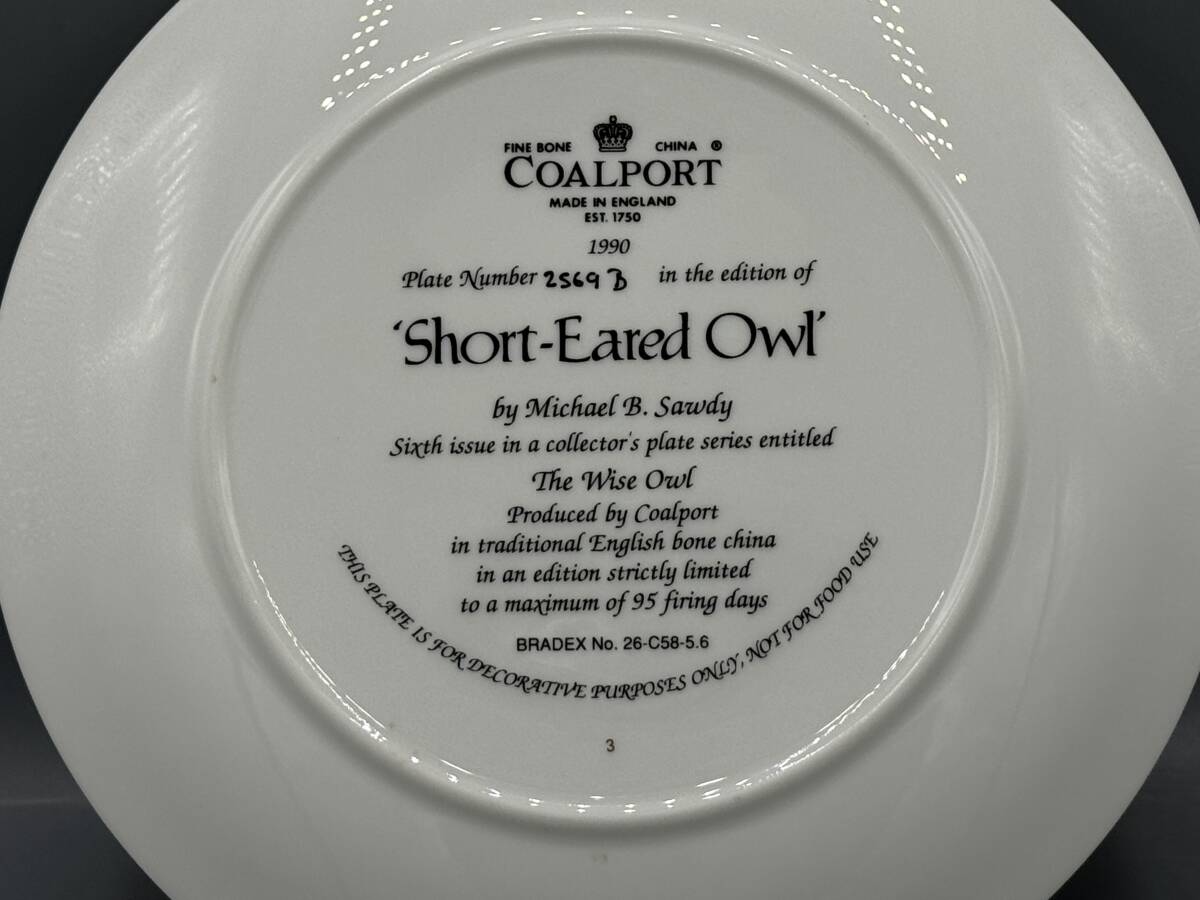 FINE BONE CHINA ®
COALPORT
MADE IN ENGLAND
EST. 1750
1990
Plate Number 2569 B in the edition of
'Short-Eared Owl'
by Michael B. Sawdy
Sixth issue in a collector's plate series entitled
The Wise Owl
Produced by Coalport
in traditional English bone china
in an edition strictly limited
to a maximum of 95 firing days
BRADEX No. 26-C58-5.6
THIS PLATE IS FOR DECORATIVE PURPOSES ONLY, NOT FOR FOOD USE
3